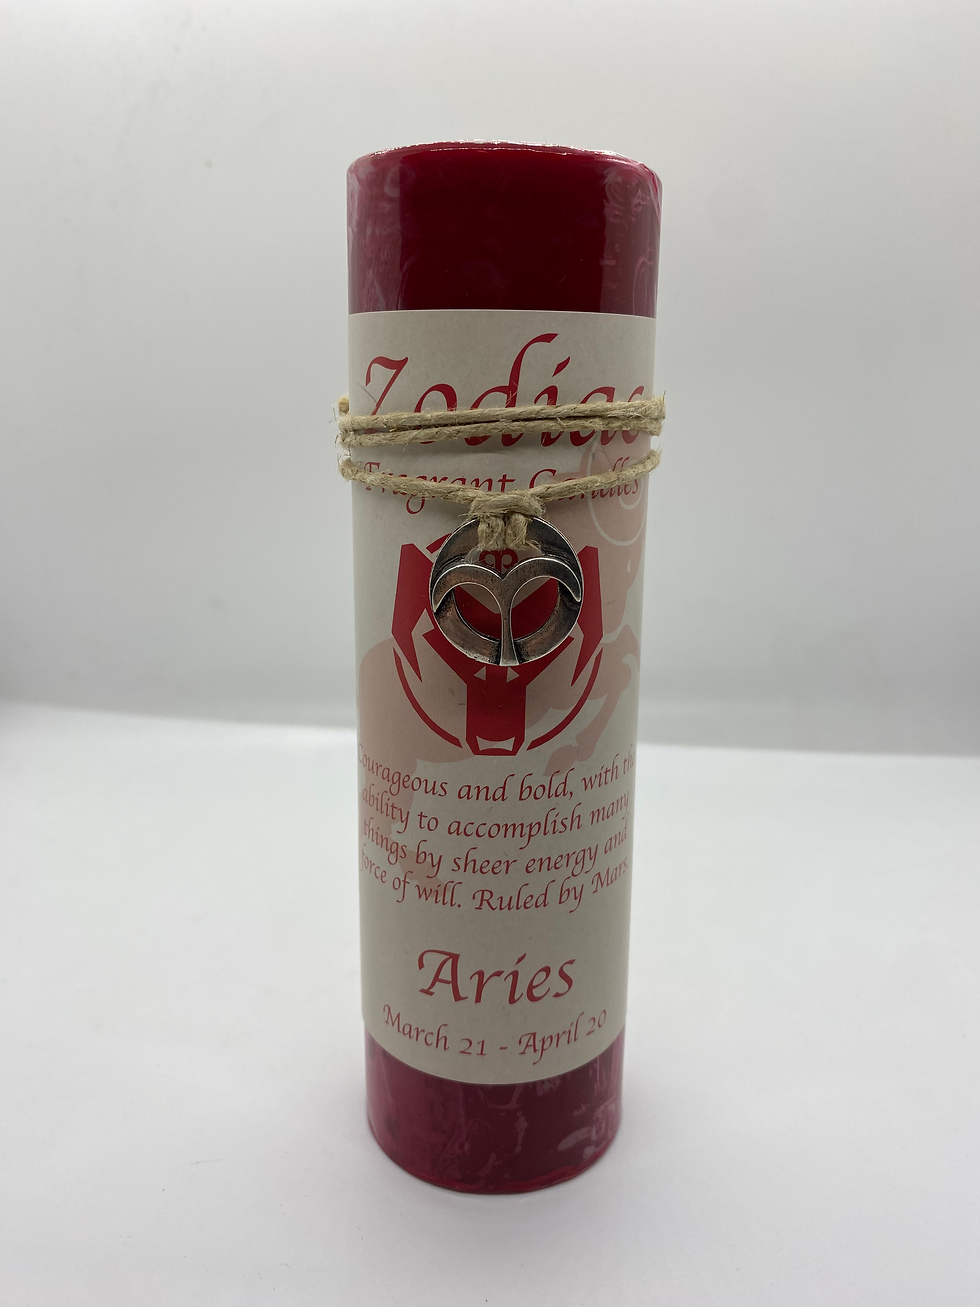 Zodiac
Fragrant Candles
Courageous and bold, with the
ability to accomplish many
things by sheer energy and
force of will. Ruled by Mars.
Aries
March 21 - April 20